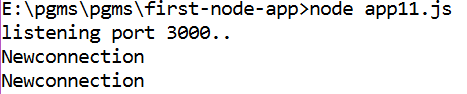 E:\pgms\pgms\first-node-app>node app11.js
listening port 3000..
Newconnection
Newconnection